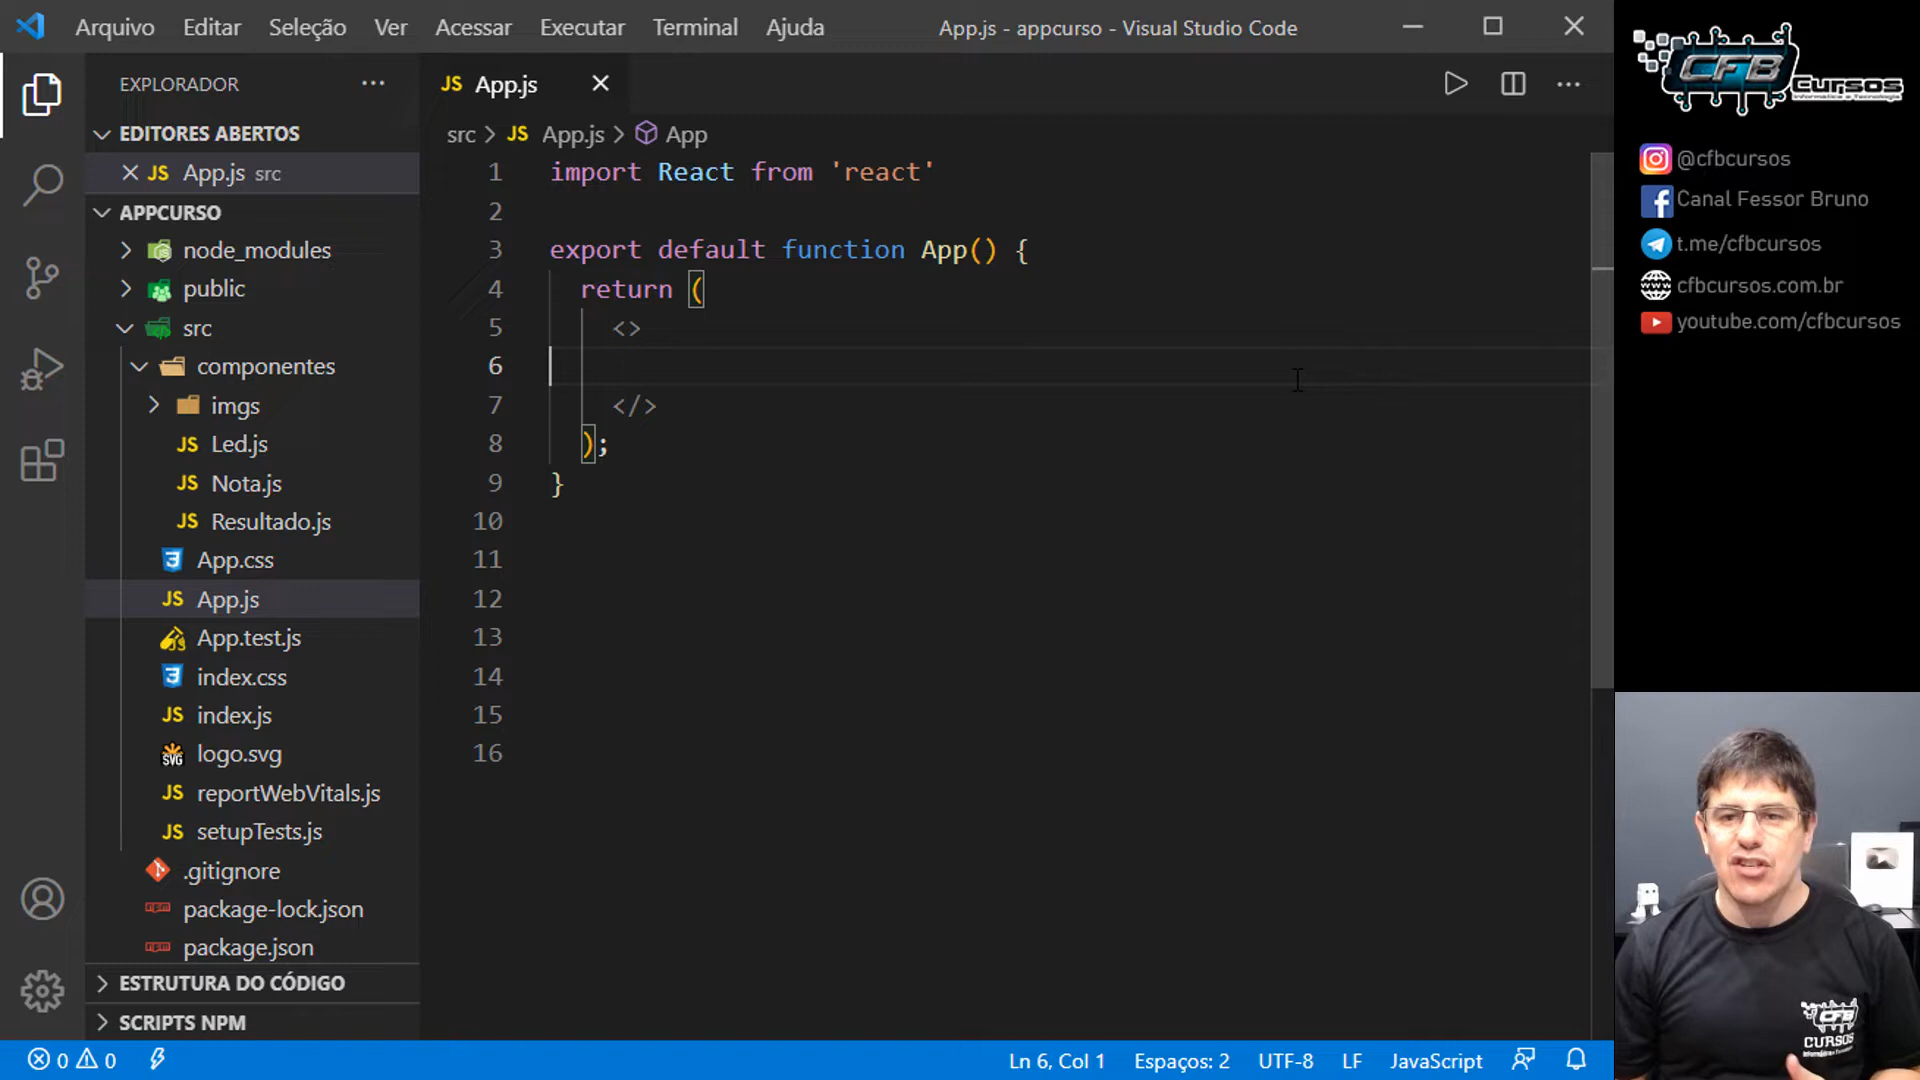 Arquivo Editar Seleção Ver Acessar Executar Terminal Ajuda App.js - appcurso - Visual Studio Code
EXPLORADOR ···
EDITORES ABERTOS
JS App.js src
APPCURSO
node_modules
public
src
componentes
imgs
JS Led.js
JS Nota.js
JS Resultado.js
App.css
JS App.js
App.test.js
index.css
JS index.js
SVG logo.svg
JS reportWebVitals.js
JS setupTests.js
.gitignore
package-lock.json
package.json
ESTRUTURA DO CÓDIGO
SCRIPTS NPM
JS App.js
src > JS App.js > App
1 import React from 'react'
2
3 export default function App() {
4 return (
5 <>
6
7 </>
8 );
9 }
10
11
12
13
14
15
16
0 0 Ln 6, Col 1 Espaços: 2 UTF-8 LF JavaScript
CFB Cursos
@cfbcursos
Canal Fessor Bruno
t.me/cfbcursos
cfbcursos.com.br
youtube.com/cfbcursos
CFB
CURSOS